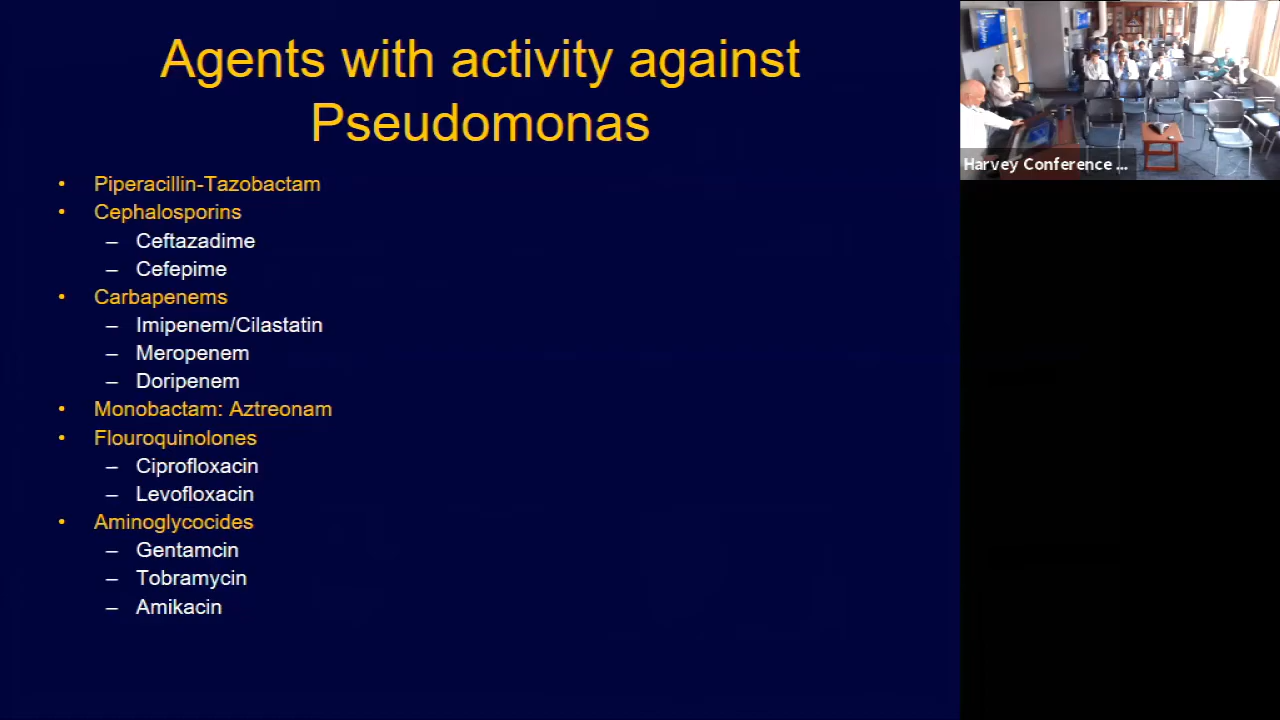 Agents with activity against
Pseudomonas
• Piperacillin-Tazobactam
• Cephalosporins
– Ceftazadime
– Cefepime
• Carbapenems
– Imipenem/Cilastatin
– Meropenem
– Doripenem
• Monobactam: Aztreonam
• Flouroquinolones
– Ciprofloxacin
– Levofloxacin
• Aminoglycocides
– Gentamcin
– Tobramycin
– Amikacin
Harvey Conference ...